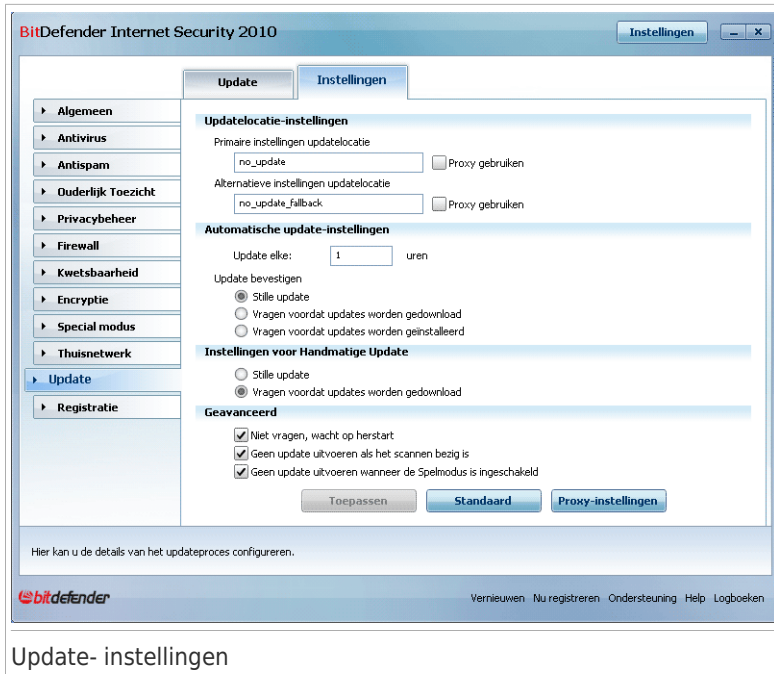 BitDefender Internet Security 2010
Instellingen
Update
Instellingen
Algemeen
Antivirus
Antispam
Ouderlijk Toezicht
Privacybeheer
Firewall
Kwetsbaarheid
Encryptie
Special modus
Thuisnetwerk
Update
Registratie
Updatelocatie-instellingen
Primaire instellingen updatelocatie
no_update
Proxy gebruiken
Alternatieve instellingen updatelocatie
no_update_fallback
Proxy gebruiken
Automatische update-instellingen
Update elke: 1 uren
Update bevestigen
Stille update
Vragen voordat updates worden gedownload
Vragen voordat updates worden geïnstalleerd
Instellingen voor Handmatige Update
Stille update
Vragen voordat updates worden gedownload
Geavanceerd
Niet vragen, wacht op herstart
Geen update uitvoeren als het scannen bezig is
Geen update uitvoeren wanneer de Spelmodus is ingeschakeld
Toepassen Standaard Proxy-instellingen
Hier kan u de details van het updateproces configureren.
bitdefender
Vernieuwen Nu registreren Ondersteuning Help Logboeken
Update- instellingen